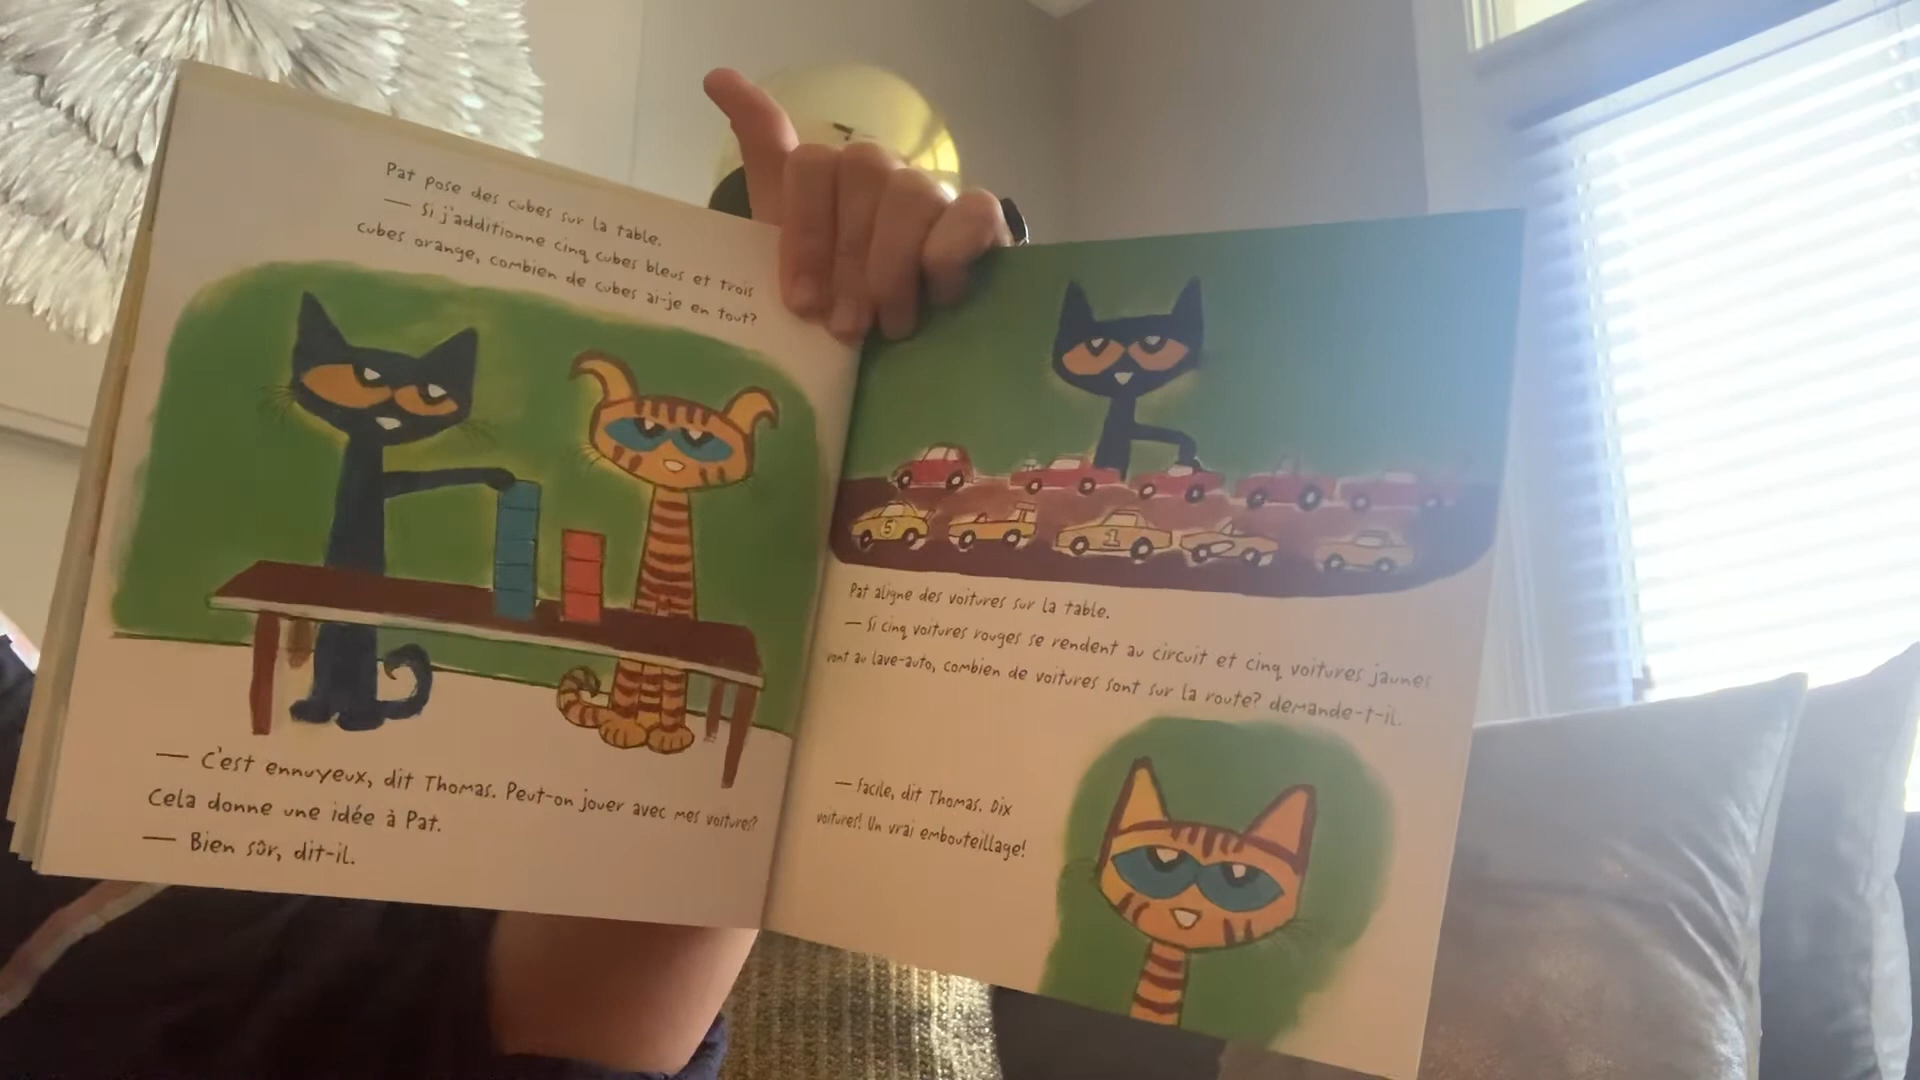 Pat pose des cubes sur la table.
— Si j'additionne cinq cubes bleus et trois
cubes orange, combien de cubes ai-je en tout?
— C'est ennuyeux, dit Thomas. Peut-on jouer avec mes voitures?
Cela donne une idée à Pat.
— Bien sûr, dit-il.
5
1
Pat aligne des voitures sur la table.
— Si cinq voitures rouges se rendent au circuit et cinq voitures jaunes
vont au lave-auto, combien de voitures sont sur la route? demande-t-il.
— Facile, dit Thomas. Dix
voitures! Un vrai embouteillage!